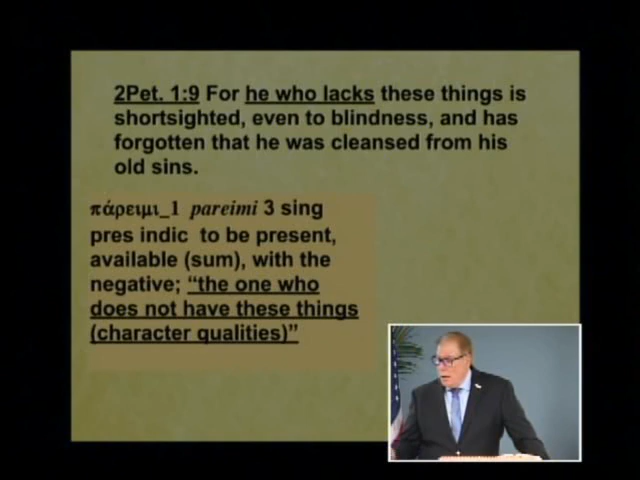 2Pet. 1:9 For he who lacks these things is
shortsighted, even to blindness, and has
forgotten that he was cleansed from his
old sins.
πάρειμι_1 pareimi 3 sing
pres indic to be present,
available (sum), with the
negative; “the one who
does not have these things
(character qualities)”